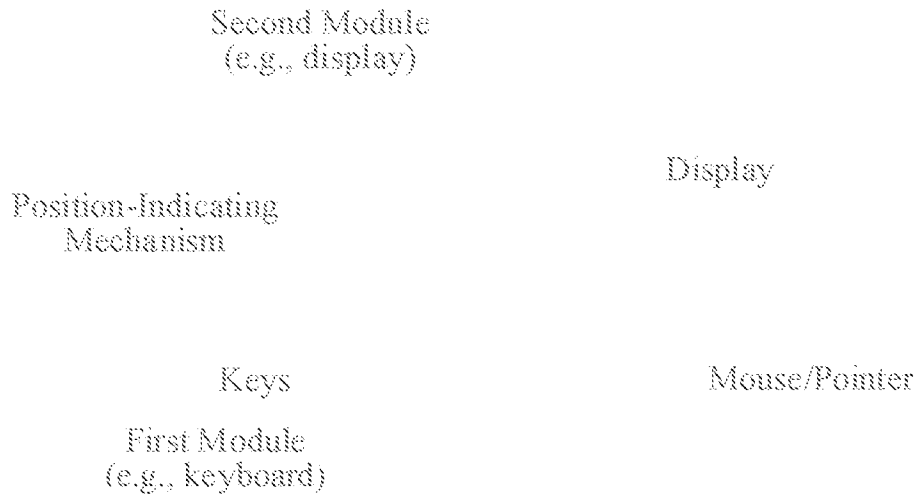 Second Module
(e.g., display)
Display
Position-Indicating
Mechanism
Keys
Mouse/Pointer
First Module
(e.g., keyboard)